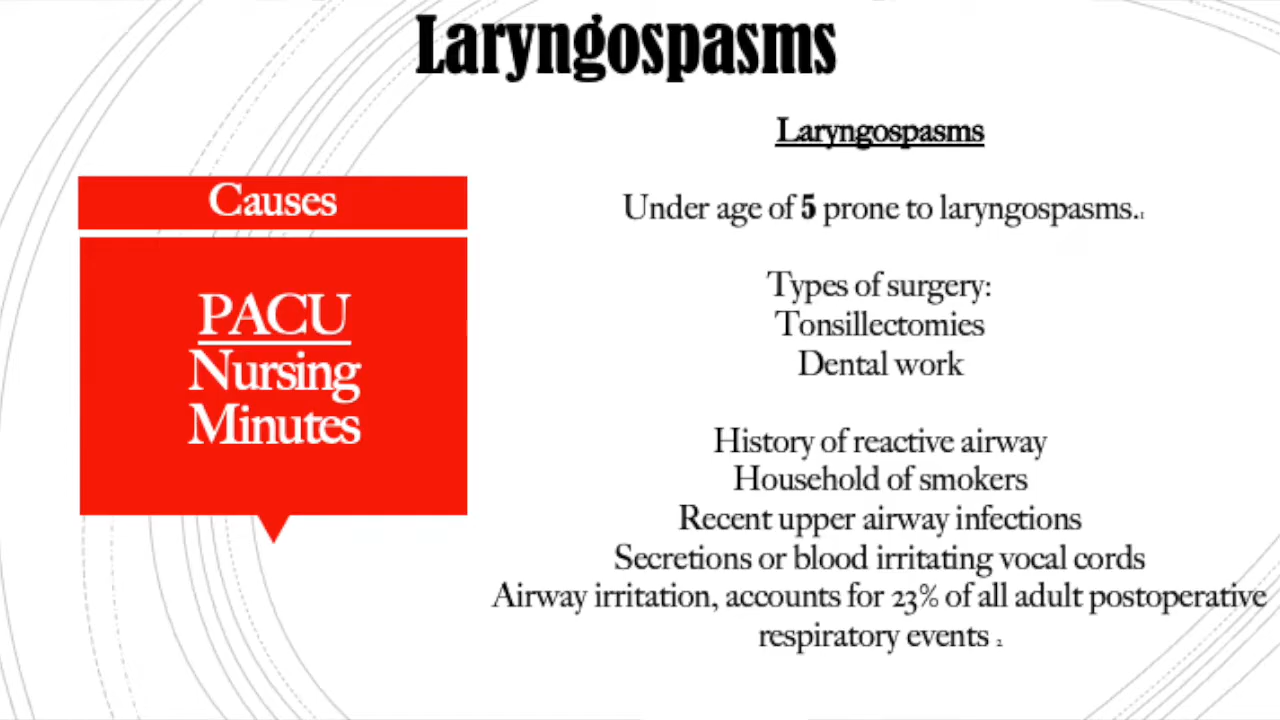 Laryngospasms
Causes
PACU
Nursing
Minutes
Laryngospasms
Under age of 5 prone to laryngospasms.1
Types of surgery:
Tonsillectomies
Dental work
History of reactive airway
Household of smokers
Recent upper airway infections
Secretions or blood irritating vocal cords
Airway irritation, accounts for 23% of all adult postoperative
respiratory events 2